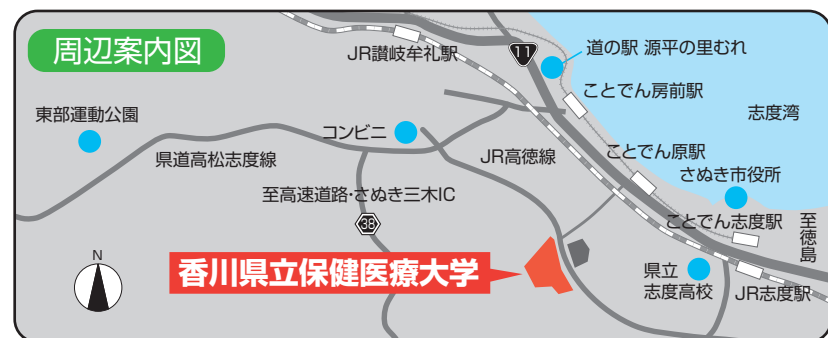 周辺案内図
JR讃岐牟礼駅
11
道の駅 源平の里むれ
ことでん房前駅
志度湾
東部運動公園
コンビニ
県道高松志度線
JR高徳線
ことでん原駅
さぬき市役所
至高速道路・さぬき三木IC
38
ことでん志度駅
至徳島
N
香川県立保健医療大学
県立
志度高校
JR志度駅